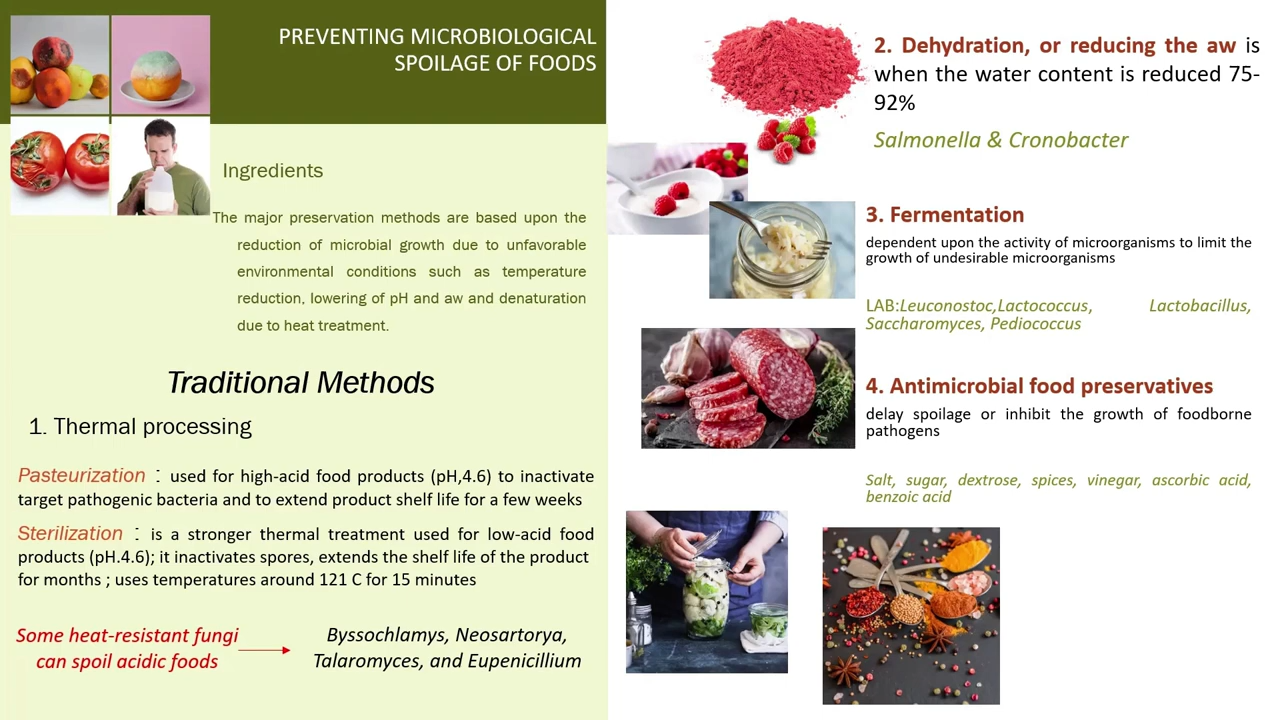 PREVENTING MICROBIOLOGICAL
SPOILAGE OF FOODS
Ingredients
The major preservation methods are based upon the
reduction of microbial growth due to unfavorable
environmental conditions such as temperature
reduction, lowering of pH and aw and denaturation
due to heat treatment.
Traditional Methods
1. Thermal processing
Pasteurization : used for high-acid food products (pH,4.6) to inactivate
target pathogenic bacteria and to extend product shelf life for a few weeks
Sterilization : is a stronger thermal treatment used for low-acid food
products (pH.4.6); it inactivates spores, extends the shelf life of the product
for months ; uses temperatures around 121 C for 15 minutes
Some heat-resistant fungi
can spoil acidic foods
Byssochlamys, Neosartorya,
Talaromyces, and Eupenicillium
2. Dehydration, or reducing the aw is
when the water content is reduced 75-
92%
Salmonella & Cronobacter
3. Fermentation
dependent upon the activity of microorganisms to limit the
growth of undesirable microorganisms
LAB:Leuconostoc,Lactococcus, Lactobacillus,
Saccharomyces, Pediococcus
4. Antimicrobial food preservatives
delay spoilage or inhibit the growth of foodborne
pathogens
Salt, sugar, dextrose, spices, vinegar, ascorbic acid,
benzoic acid